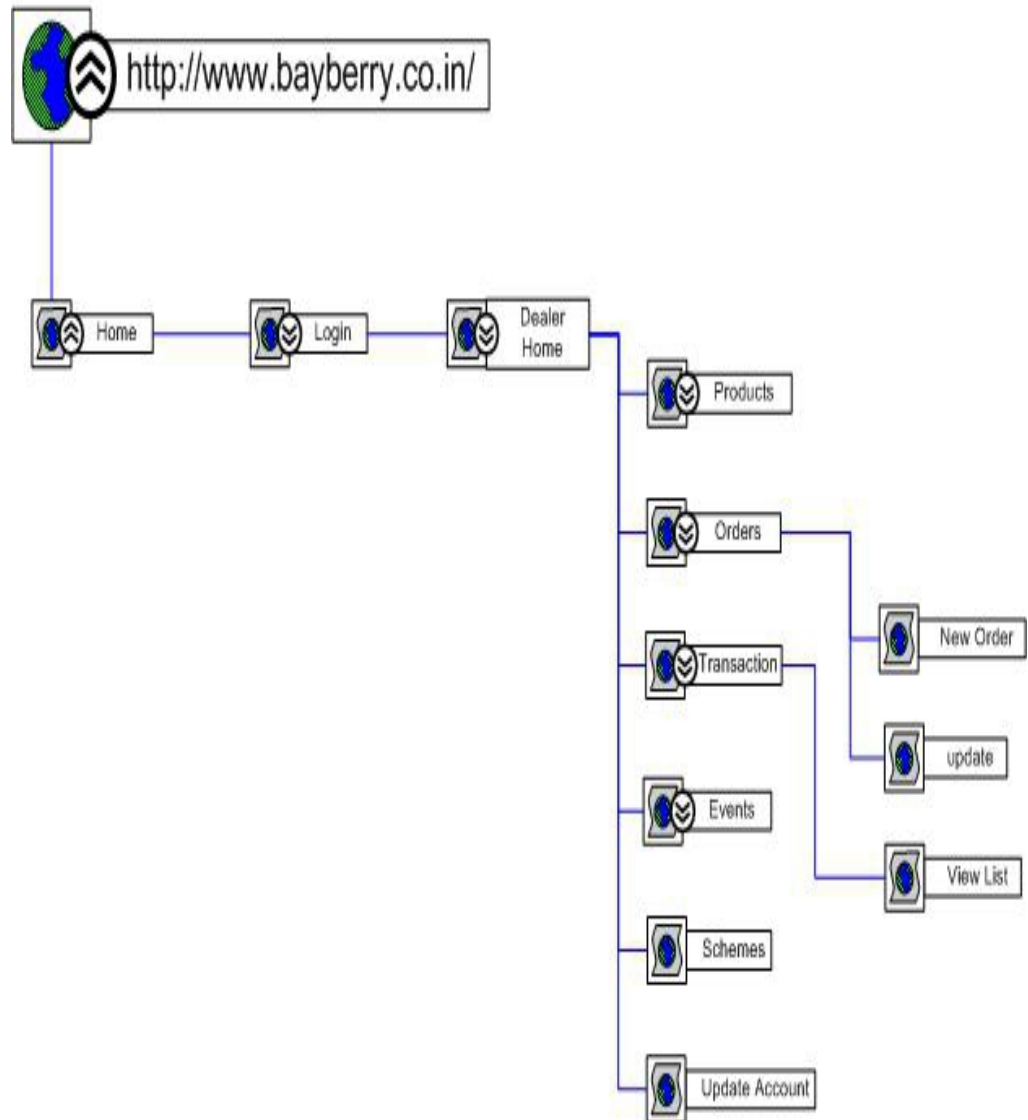 http://www.bayberry.co.in/
Home
Login
Dealer
Home
Products
Orders
New Order
Transaction
update
Events
View List
Schemes
Update Account